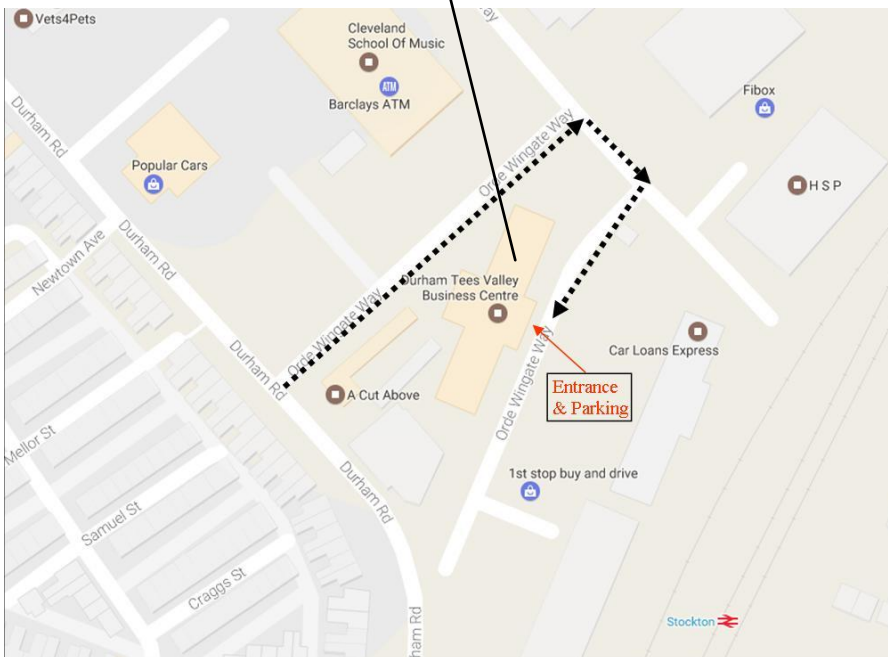 Vets4Pets
Cleveland
School Of Music
ATM
Barclays ATM
ay
Fibox
Durham Rd
Popular Cars
Orde Wingate Way
H S P
Newtown Ave
Durham Rd
Durham Tees Valley
Business Centre
Orde Wingate Way
Durham Rd
A Cut Above
Orde Wingate Way
Car Loans Express
Entrance
& Parking
Mellor St
Durham Rd
1st stop buy and drive
Samuel St
Craggs St
ham Rd
Stockton